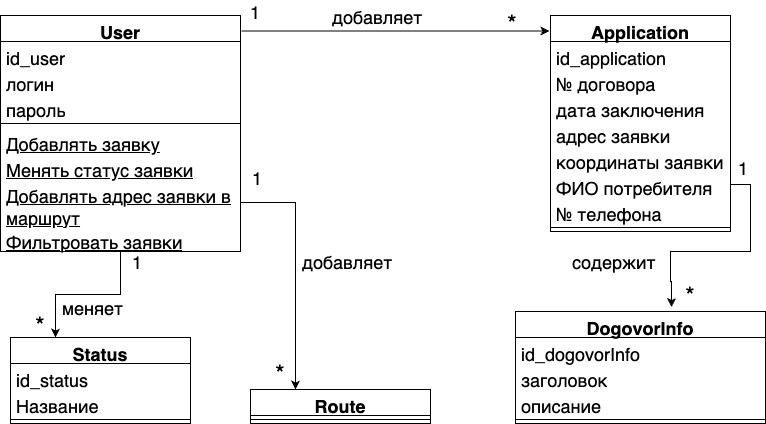 1
добавляет
*
User
id_user
логин
пароль
Добавлять заявку
Менять статус заявки
Добавлять адрес заявки в
маршрут
Фильтровать заявки
Application
id_application
№ договора
дата заключения
адрес заявки
координаты заявки
ФИО потребителя
№ телефона
1
1
1
добавляет
содержит
меняет
*
*
*
Status
id_status
Название
Route
DogovorInfo
id_dogovorInfo
заголовок
описание